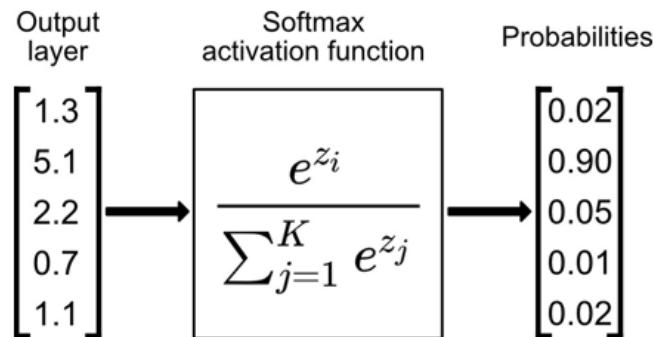 Output
layer
Softmax
activation function
Probabilities
1.3
5.1
2.2
0.7
1.1
e^{z_i}
∑_{j=1}^{K} e^{z_j}
0.02
0.90
0.05
0.01
0.02